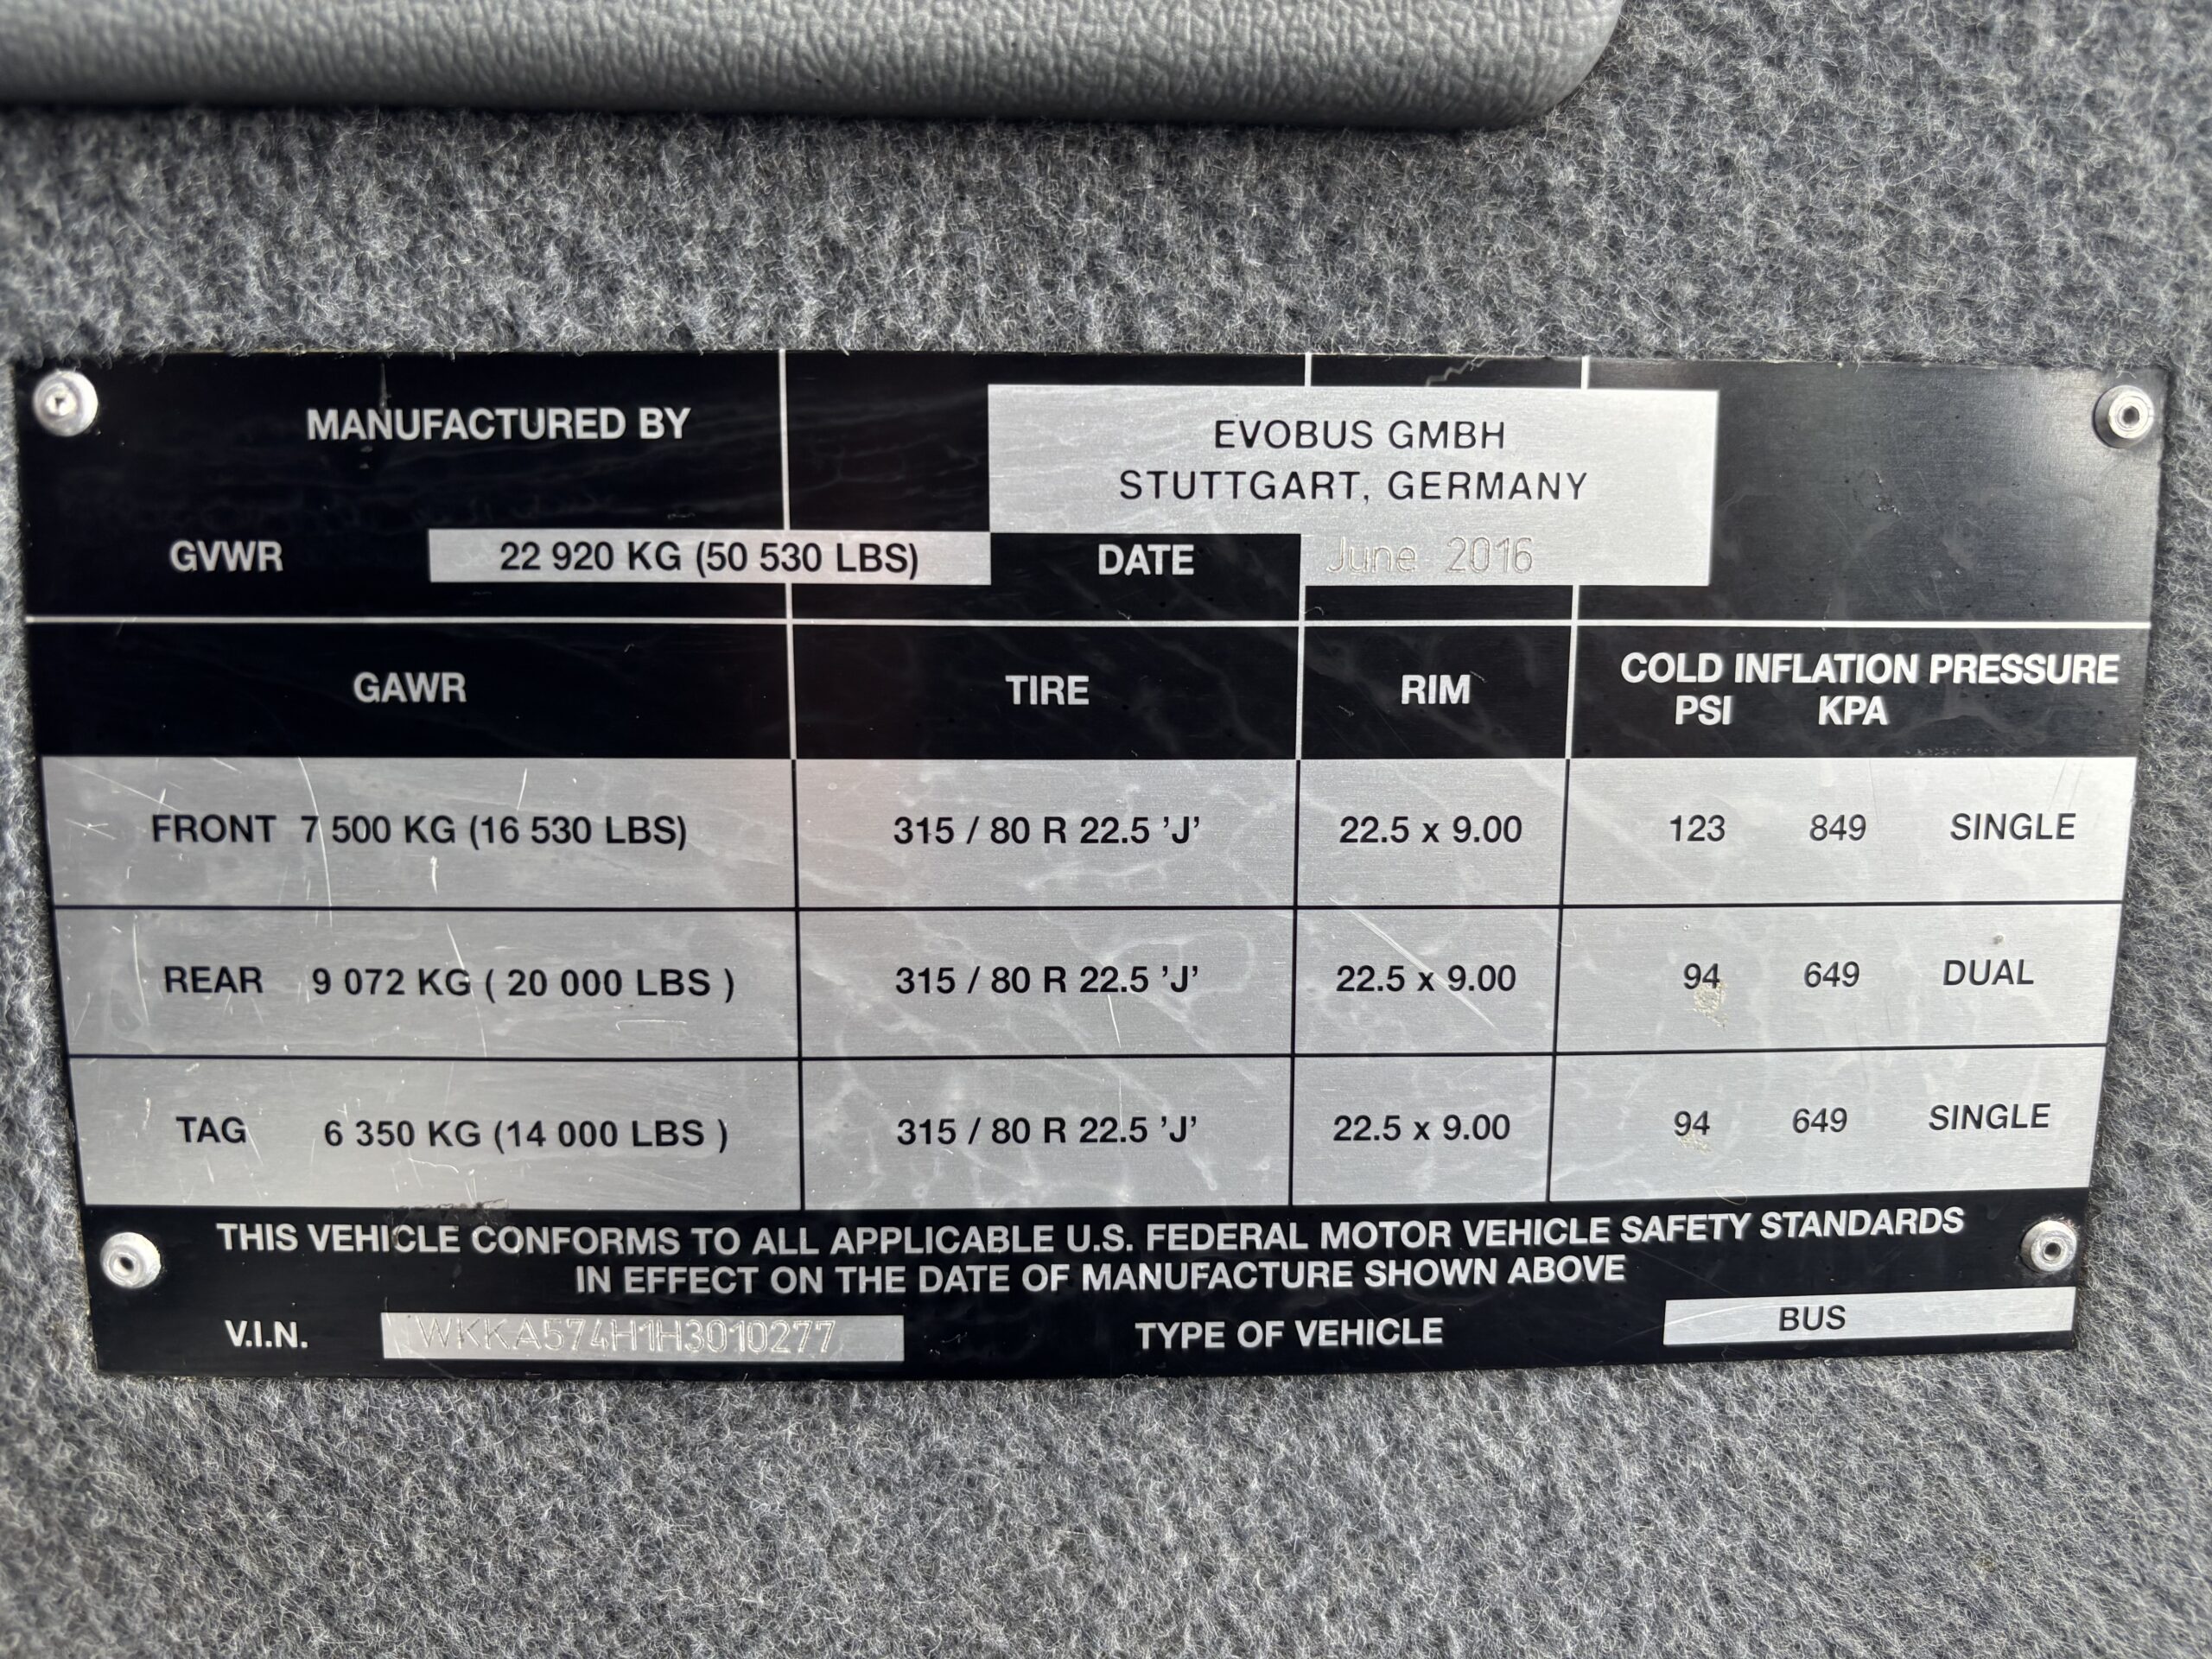 MANUFACTURED BY
EVOBUS GMBH
STUTTGART, GERMANY
GVWR 22 920 KG (50 530 LBS) DATE June 2016
GAWR TIRE RIM COLD INFLATION PRESSURE
PSI KPA
FRONT 7 500 KG (16 530 LBS) 315 / 80 R 22.5 'J' 22.5 x 9.00 123 849 SINGLE
REAR 9 072 KG ( 20 000 LBS ) 315 / 80 R 22.5 'J' 22.5 x 9.00 94 649 DUAL
TAG 6 350 KG (14 000 LBS ) 315 / 80 R 22.5 'J' 22.5 x 9.00 94 649 SINGLE
THIS VEHICLE CONFORMS TO ALL APPLICABLE U.S. FEDERAL MOTOR VEHICLE SAFETY STANDARDS
IN EFFECT ON THE DATE OF MANUFACTURE SHOWN ABOVE
V.I.N. WKKA574H1H3010277 TYPE OF VEHICLE BUS